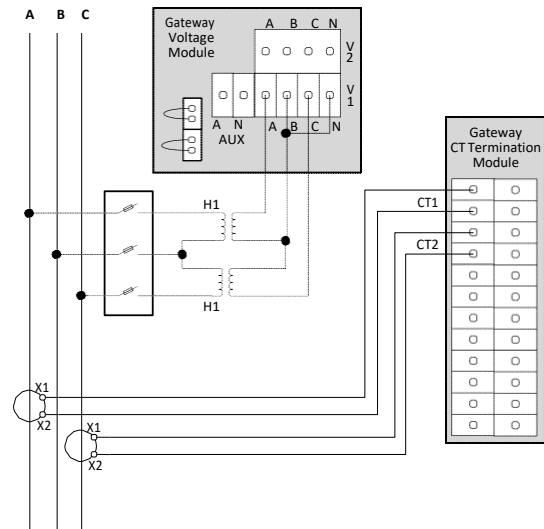 A B C
Gateway
Voltage
Module
A B C N
V
2
V
1
A N
A B C N
AUX
Gateway
CT Termination
Module
CT1
CT2
H1
H1
X1
X2
X1
X2